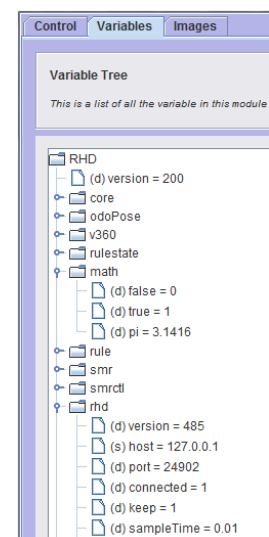 Control Variables Images
Variable Tree
This is a list of all the variable in this module
RHD
(d) version = 200
core
odoPose
v360
rulestate
math
(d) false = 0
(d) true = 1
(d) pi = 3.1416
rule
smr
smrctl
rhd
(d) version = 485
(s) host = 127.0.0.1
(d) port = 24902
(d) connected = 1
(d) keep = 1
(d) sampleTime = 0.01